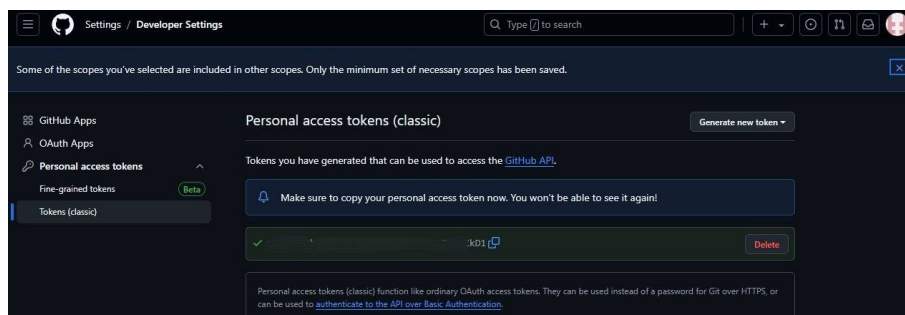 Settings / Developer Settings
Type / to search
Some of the scopes you've selected are included in other scopes. Only the minimum set of necessary scopes has been saved.
GitHub Apps
OAuth Apps
Personal access tokens
Fine-grained tokens Beta
Tokens (classic)
Personal access tokens (classic)
Generate new token
Tokens you have generated that can be used to access the GitHub API.
Make sure to copy your personal access token now. You won't be able to see it again!
kD1
Delete
Personal access tokens (classic) function like ordinary OAuth access tokens. They can be used instead of a password for Git over HTTPS, or
can be used to authenticate to the API over Basic Authentication.